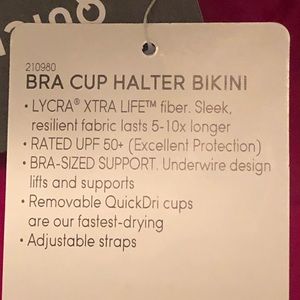 210980
BRA CUP HALTER BIKINI
• LYCRA® XTRA LIFE™ fiber. Sleek,
resilient fabric lasts 5-10x longer
• RATED UPF 50+ (Excellent Protection)
• BRA-SIZED SUPPORT. Underwire design
lifts and supports
• Removable QuickDri cups
are our fastest-drying
• Adjustable straps